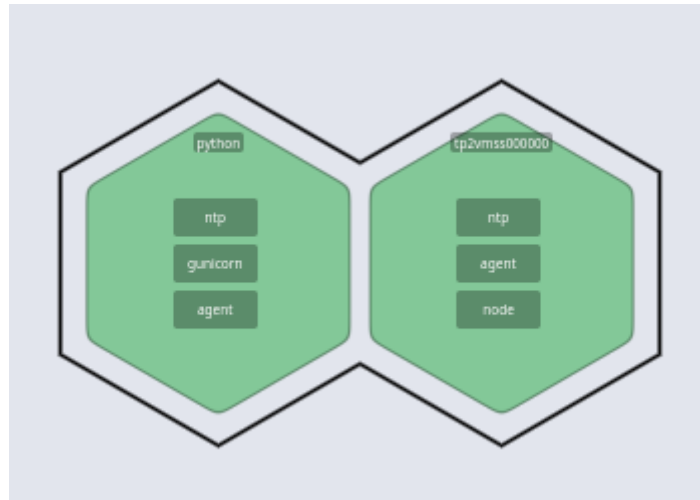 python
ntp
gunicorn
agent
tp2vmss000000
ntp
agent
node